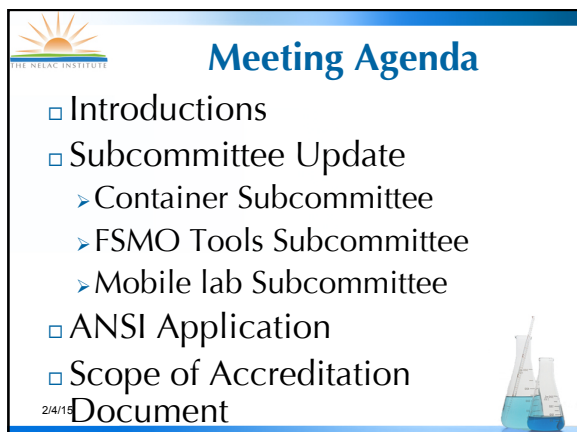 THE NELAC INSTITUTE
Meeting Agenda
Introductions
Subcommittee Update
Container Subcommittee
FSMO Tools Subcommittee
Mobile lab Subcommittee
ANSI Application
Scope of Accreditation
Document
2/4/15